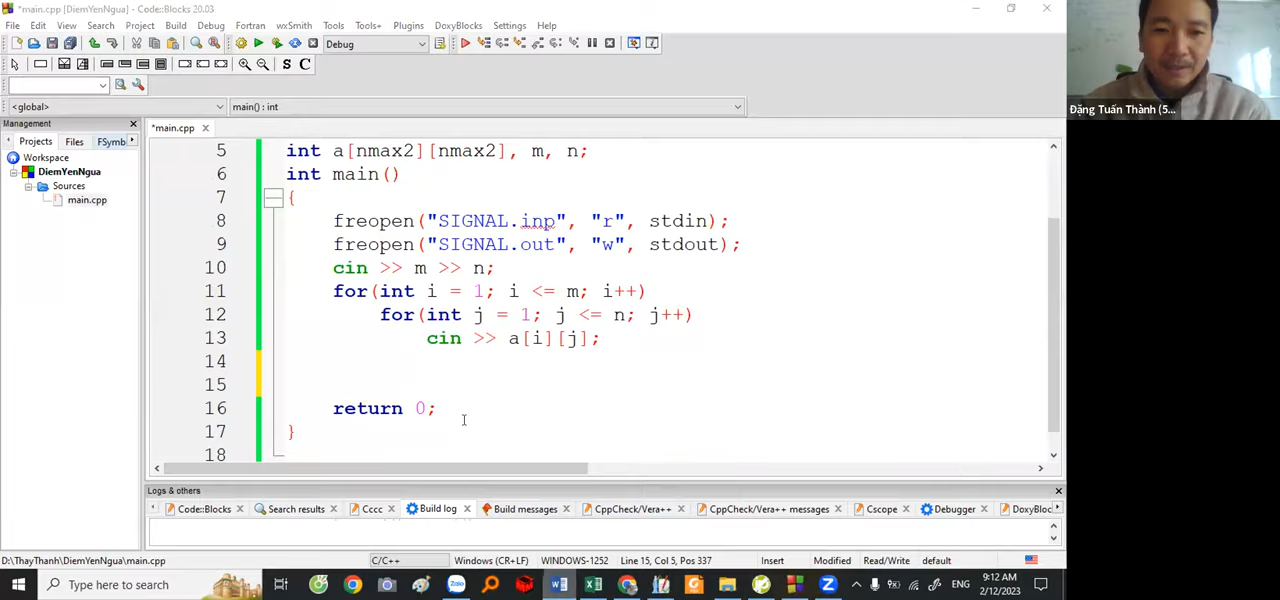 *main.cpp [DiemYenNgua] - Code::Blocks 20.03
File Edit View Search Project Build Debug Fortran wxSmith Tools Tools+ Plugins DoxyBlocks Settings Help
Debug
S C
<global>
main() : int
Management
Projects Files FSymb
Workspace
DiemYenNgua
Sources
main.cpp
*main.cpp
5 int a[nmax2][nmax2], m, n;
6 int main()
7 {
8 freopen("SIGNAL.inp", "r", stdin);
9 freopen("SIGNAL.out", "w", stdout);
10 cin >> m >> n;
11 for(int i = 1; i <= m; i++)
12 for(int j = 1; j <= n; j++)
13 cin >> a[i][j];
14
15
16 return 0;
17 }
18
Logs & others
Code::Blocks Search results Cccc Build log Build messages CppCheck/Vera++ CppCheck/Vera++ messages Cscope Debugger DoxyBloc
D:\ThayThanh\DiemYenNgua\main.cpp C/C++ Windows (CR+LF) WINDOWS-1252 Line 15, Col 5, Pos 337 Insert Modified Read/Write default
Type here to search
Zalo
ENG
9:12 AM
2/12/2023
Đặng Tuấn Thành (5...